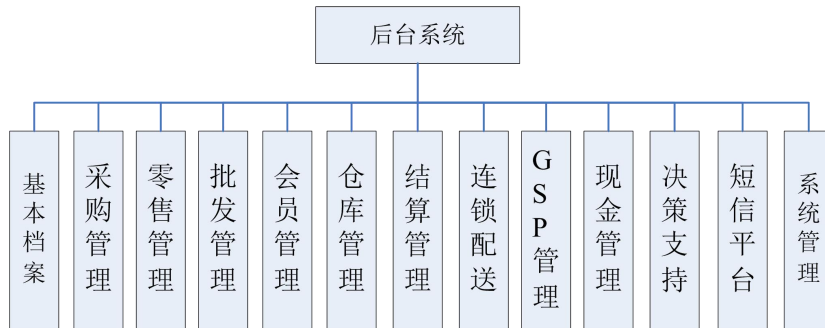 后台系统
基本档案
采购管理
零售管理
批发管理
会员管理
仓库管理
结算管理
连锁配送
GSP管理
现金管理
决策支持
短信平台
系统管理